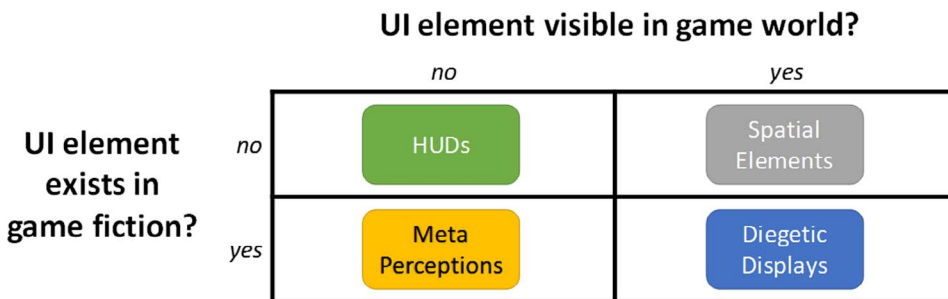 UI element visible in game world?
no
yes
UI element
exists in
game fiction?
no
HUDs
Spatial
Elements
yes
Meta
Perceptions
Diegetic
Displays